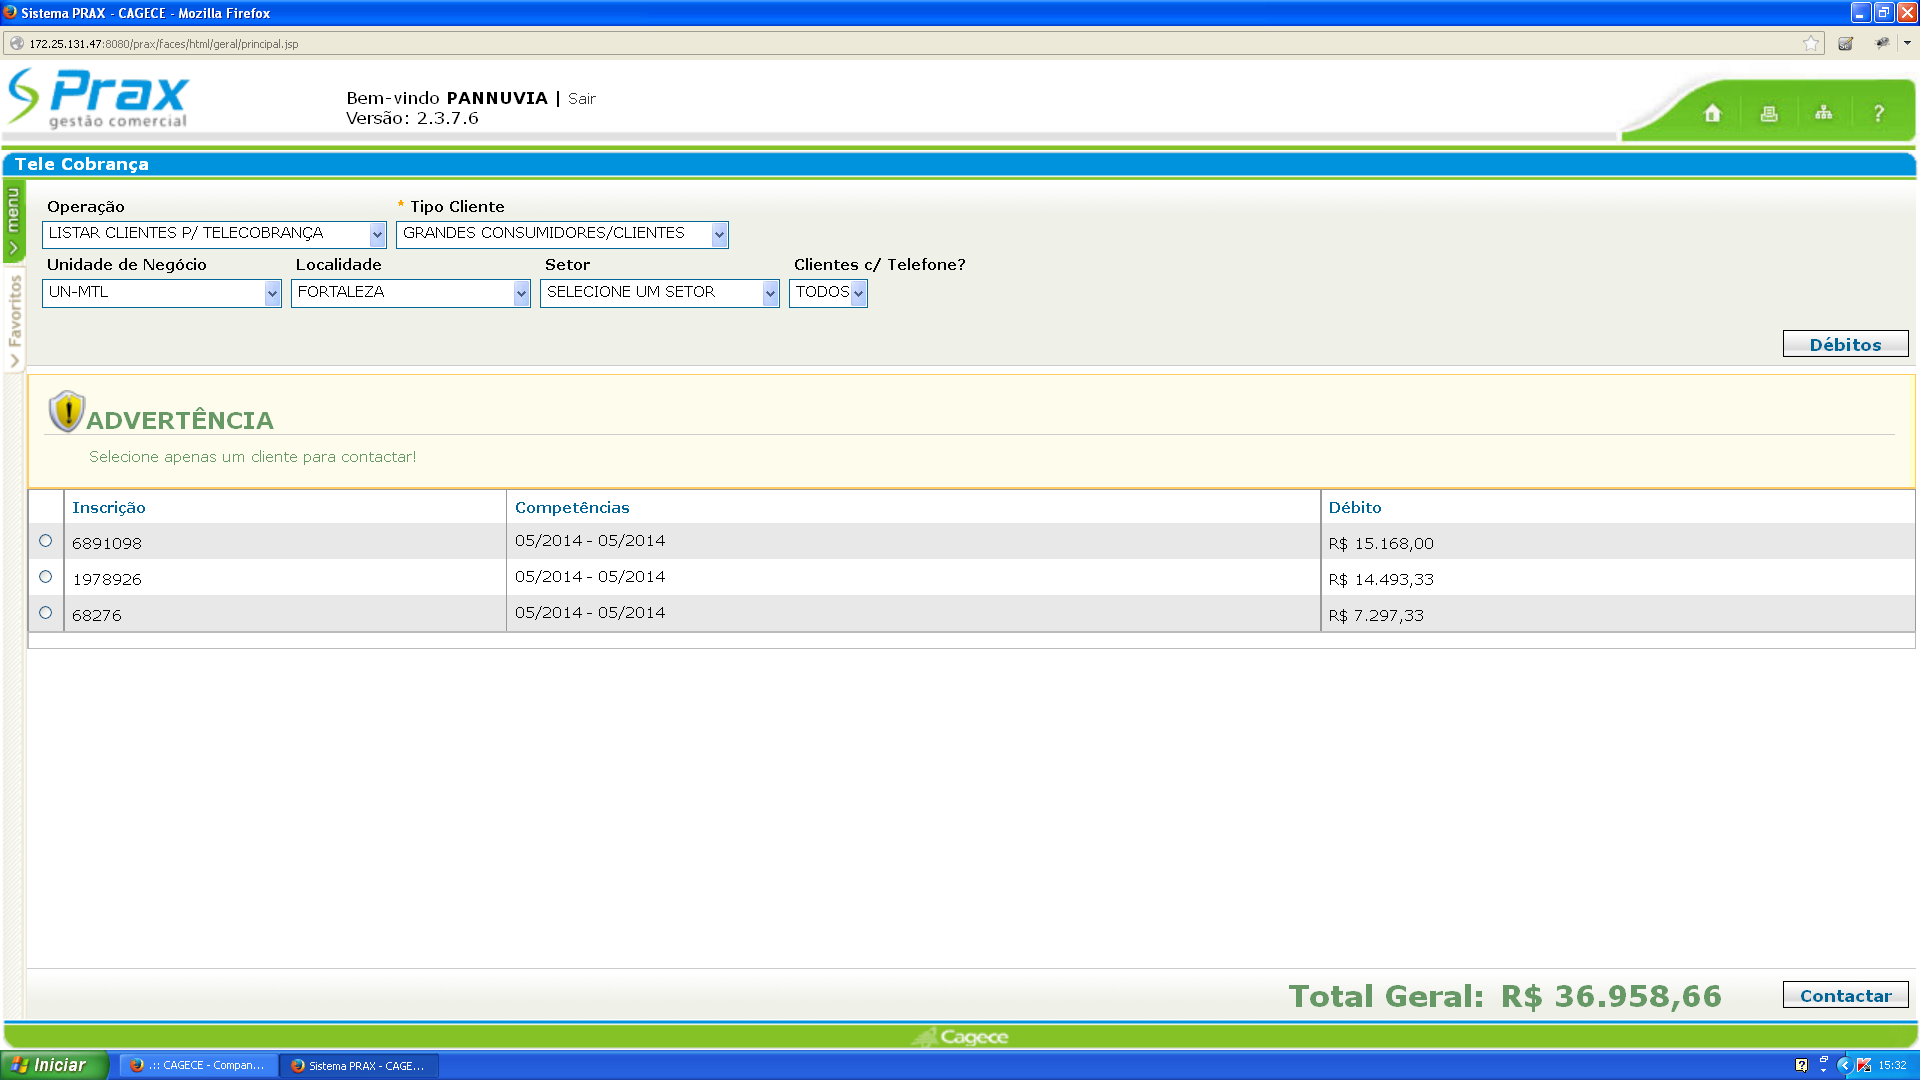 Sistema PRAX - CAGECE - Mozilla Firefox
172.25.131.47:8080/prax/faces/html/geral/principal.jsp
Prax
gestão comercial
Bem-vindo PANNUVIA | Sair
Versão: 2.3.7.6
?
Tele Cobrança
menu
Favoritos
Operação * Tipo Cliente
LISTAR CLIENTES P/ TELECOBRANÇA GRANDES CONSUMIDORES/CLIENTES
Unidade de Negócio Localidade Setor Clientes c/ Telefone?
UN-MTL FORTALEZA SELECIONE UM SETOR TODOS
Débitos
ADVERTÊNCIA
Selecione apenas um cliente para contactar!
Inscrição Competências Débito
6891098 05/2014 - 05/2014 R$ 15.168,00
1978926 05/2014 - 05/2014 R$ 14.493,33
68276 05/2014 - 05/2014 R$ 7.297,33
Total Geral: R$ 36.958,66 Contactar
Cagece
Iniciar .:: CAGECE - Compan... Sistema PRAX - CAGE... 15:32